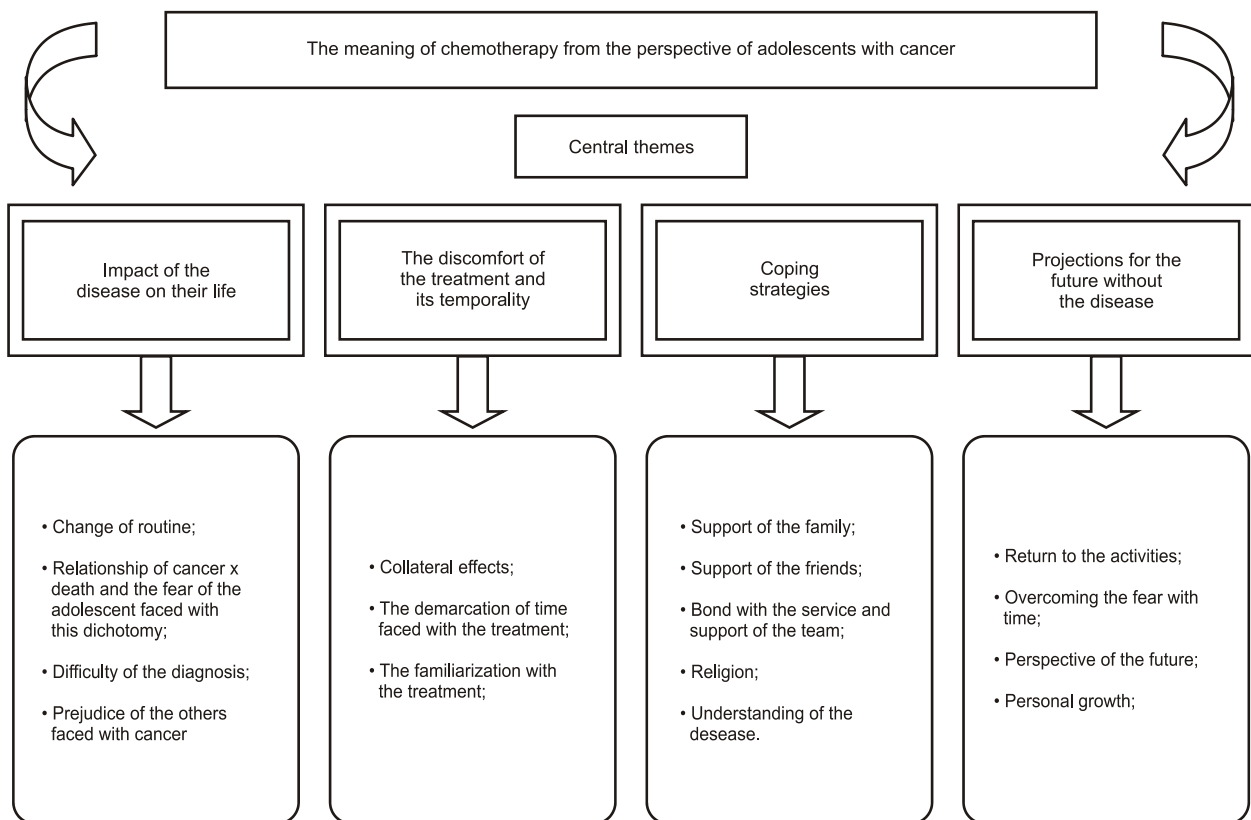 The meaning of chemotherapy from the perspective of adolescents with cancer
Central themes
Impact of the
disease on their life
The discomfort of
the treatment and
its temporality
Coping
strategies
Projections for the
future without
the disease
• Change of routine;
• Relationship of cancer x
death and the fear of the
adolescent faced with
this dichotomy;
• Difficulty of the diagnosis;
• Prejudice of the others
faced with cancer
• Collateral effects;
• The demarcation of time
faced with the treatment;
• The familiarization with
the treatment;
• Support of the family;
• Support of the friends;
• Bond with the service and
support of the team;
• Religion;
• Understanding of the
desease.
• Return to the activities;
• Overcoming the fear with
time;
• Perspective of the future;
• Personal growth;